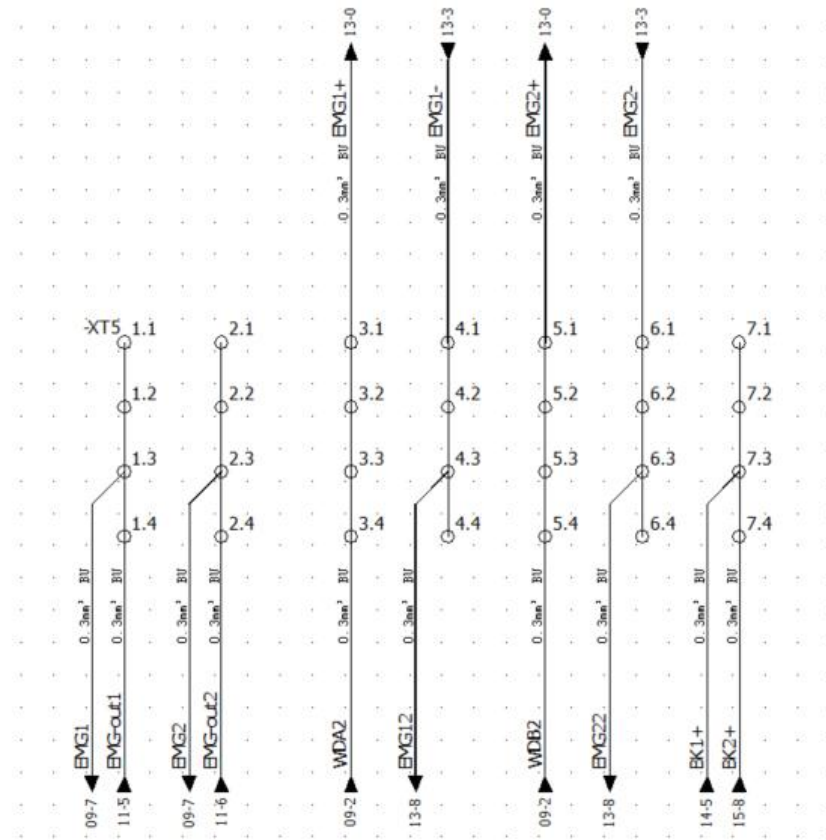 13-0
13-3
13-0
13-3
EMG1+
EMG1-
EMG2+
EMG2-
0.3mm² BU
0.3mm² BU
0.3mm² BU
0.3mm² BU
-XT5 1.1 2.1 3.1 4.1 5.1 6.1 7.1
1.2 2.2 3.2 4.2 5.2 6.2 7.2
1.3 2.3 3.3 4.3 5.3 6.3 7.3
1.4 2.4 3.4 4.4 5.4 6.4 7.4
0.3mm² BU
0.3mm² BU
0.3mm² BU
0.3mm² BU
0.3mm² BU
0.3mm² BU
0.3mm² BU
0.3mm² BU
0.3mm² BU
0.3mm² BU
EMG1
EMG-out1
EMG2
EMG-out2
WDA2
EMG12
WDB2
EMG22
BK1+
BK2+
09-7
11-5
09-7
11-6
09-2
13-8
09-2
13-8
14-5
15-8